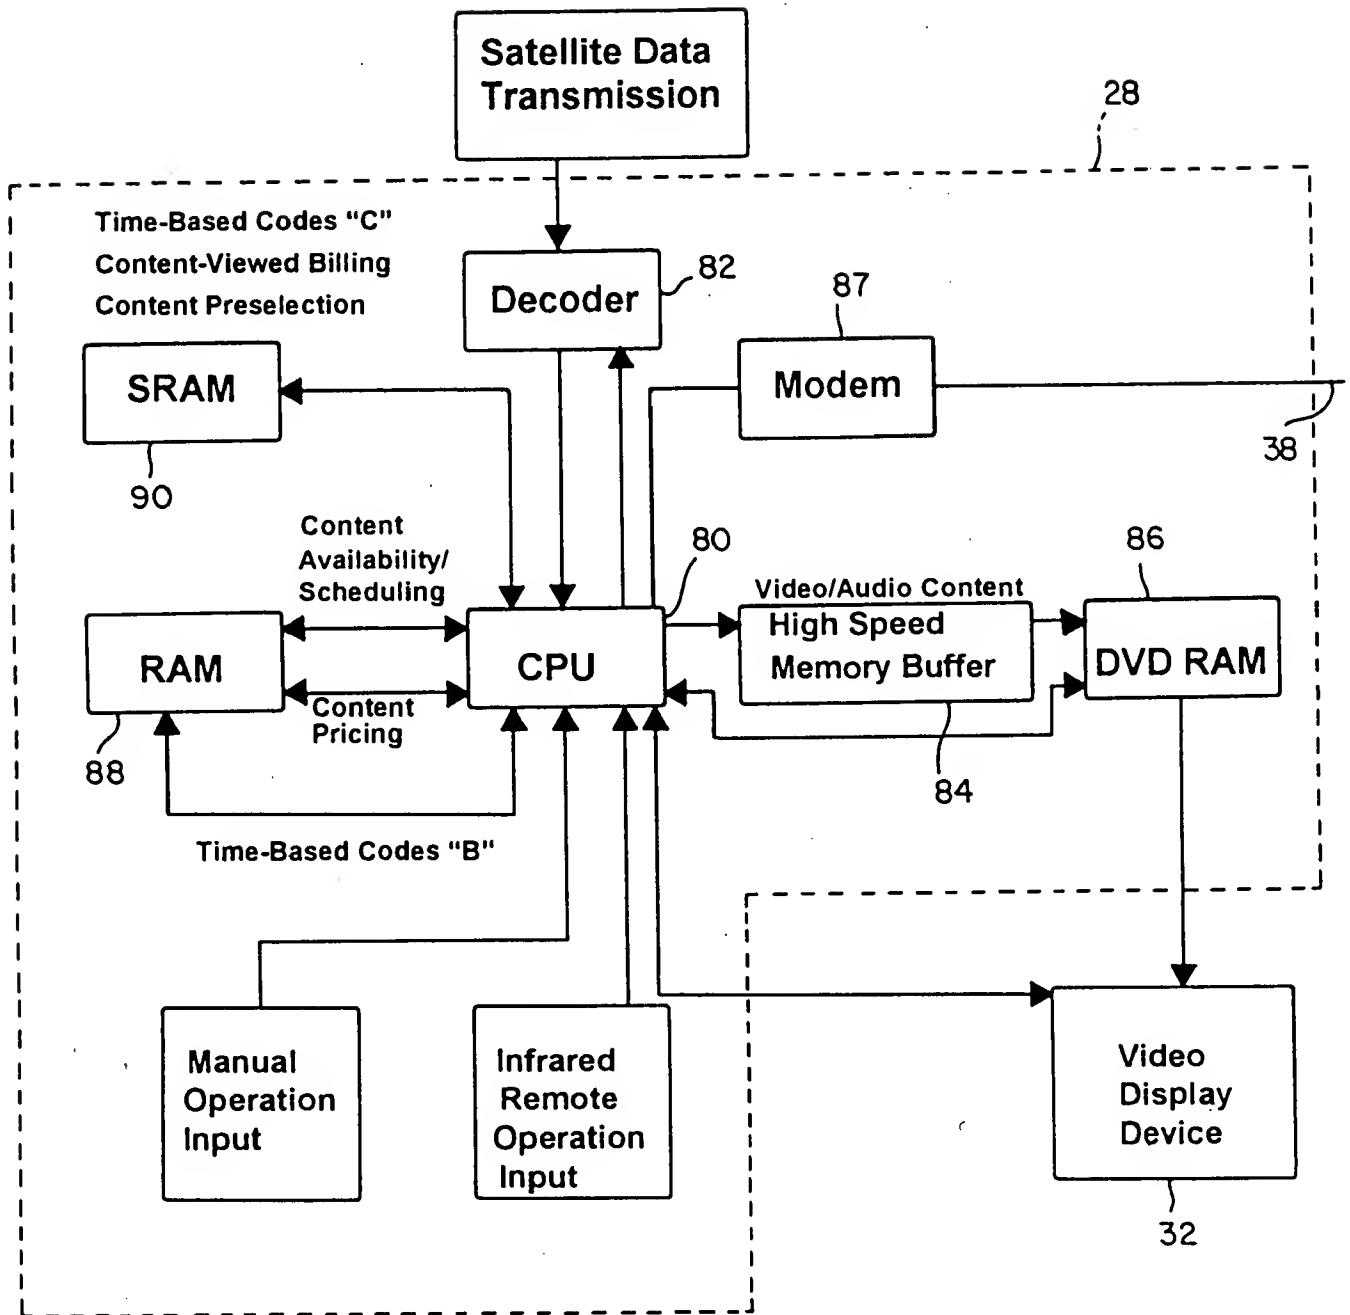 Satellite Data
Transmission
28
Time-Based Codes "C"
Content-Viewed Billing
Content Preselection
Decoder
82
87
SRAM
Modem
90
38
Content
Availability/
Scheduling
80
86
Video/Audio Content
RAM
CPU
High Speed
Memory Buffer
DVD RAM
Content
Pricing
88
84
Time-Based Codes "B"
Manual
Operation
Input
Infrared
Remote
Operation
Input
Video
Display
Device
32